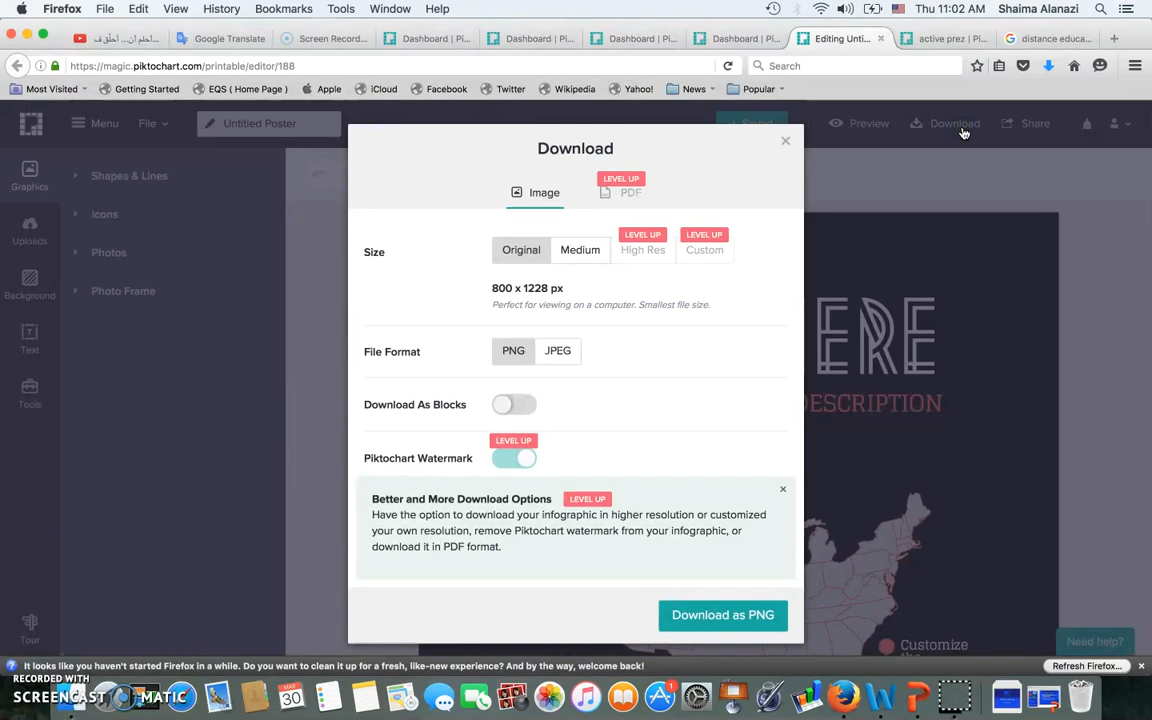 Firefox File Edit View History Bookmarks Tools Window Help Thu 11:02 AM Shaima Alanazi
أحلم أن... أحلّق ف Google Translate Screen Record... Dashboard | Pi... Dashboard | Pi... Dashboard | Pi... Dashboard | Pi... Editing Unti... active prez | Pi... distance educa...
https://magic.piktochart.com/printable/editor/188 Search
Most Visited Getting Started EQS ( Home Page ) Apple iCloud Facebook Twitter Wikipedia Yahoo! News Popular
Menu File Untitled Poster Saved Preview Download Share
Download
LEVEL UP
Image PDF
Graphics
Uploads
Background
Text
Tools
Tour
Shapes & Lines
Icons
Photos
Photo Frame
LEVEL UP LEVEL UP
Size Original Medium High Res Custom
800 x 1228 px
Perfect for viewing on a computer. Smallest file size.
File Format PNG JPEG
Download As Blocks
LEVEL UP
Piktochart Watermark
Better and More Download Options LEVEL UP
Have the option to download your infographic in higher resolution or customized
your own resolution, remove Piktochart watermark from your infographic, or
download it in PDF format.
Download as PNG
ERE
DESCRIPTION
Customize
the
Need help?
It looks like you haven't started Firefox in a while. Do you want to clean it up for a fresh, like-new experience? And by the way, welcome back! Refresh Firefox...
RECORDED WITH
SCREENCAST MATIC
MAR
30
1